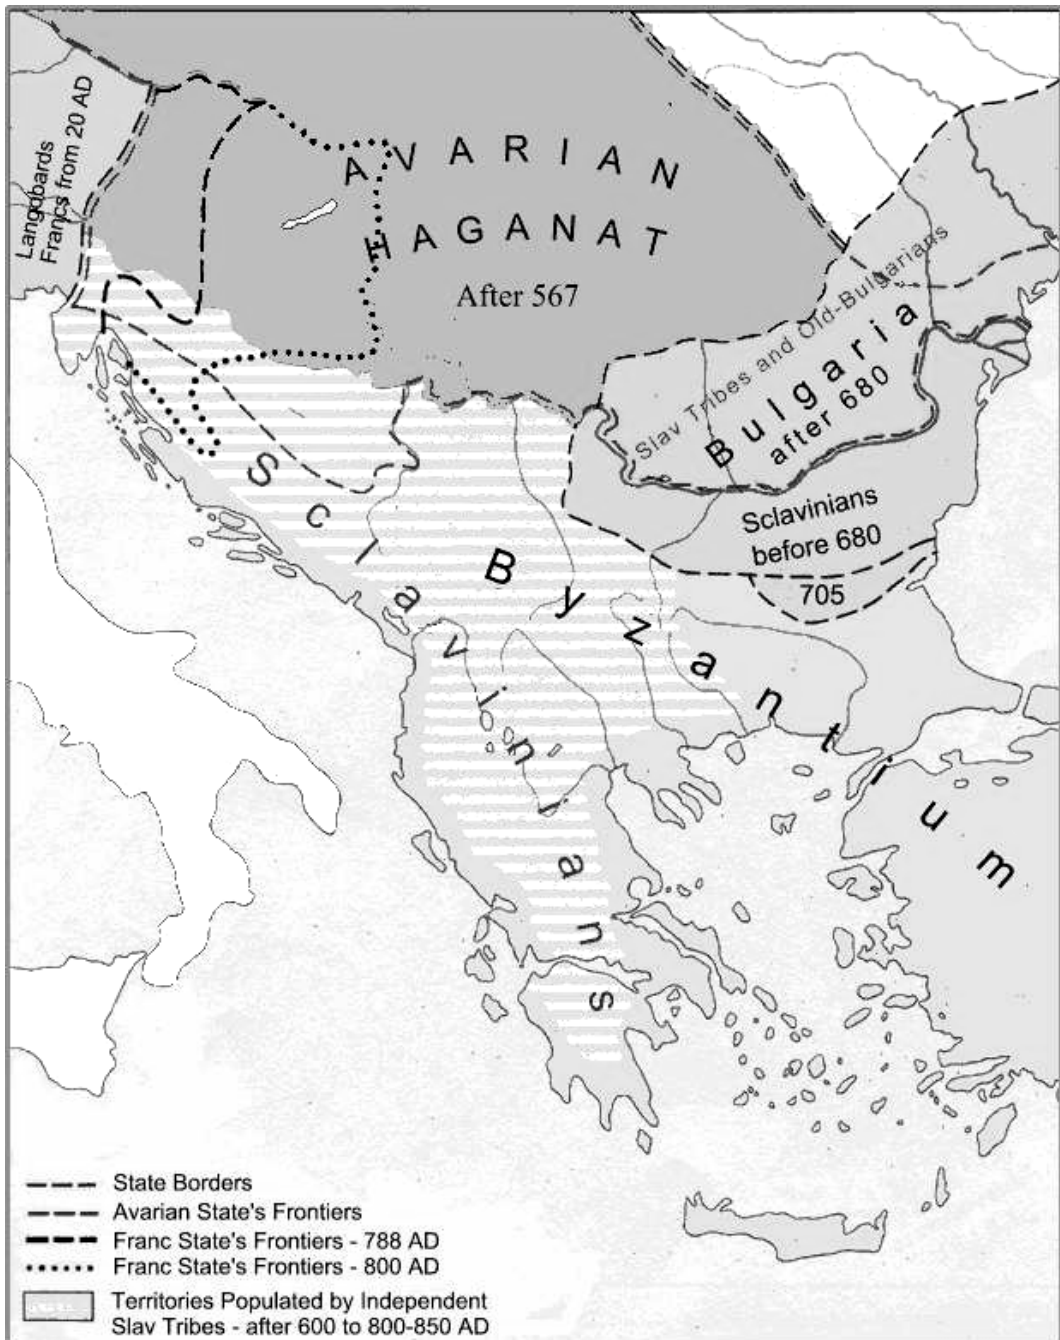 Langobards
Francs from 20 AD
AVARIAN
HAGANAT
After 567
Slav Tribes and Old-Bulgarians
Bulgaria
after 680
Sclavinians
before 680
705
Sclavinians
Byzantium
State Borders
Avarian State's Frontiers
Franc State's Frontiers - 788 AD
Franc State's Frontiers - 800 AD
Territories Populated by Independent
Slav Tribes - after 600 to 800-850 AD